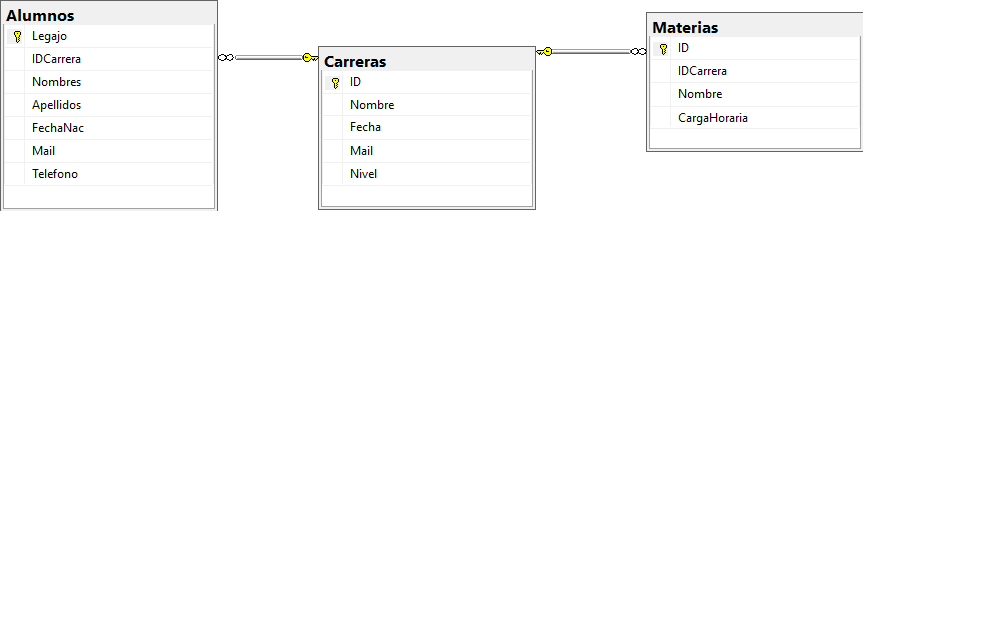 Alumnos
Legajo
IDCarrera
Nombres
Apellidos
FechaNac
Mail
Telefono
Carreras
ID
Nombre
Fecha
Mail
Nivel
Materias
ID
IDCarrera
Nombre
CargaHoraria